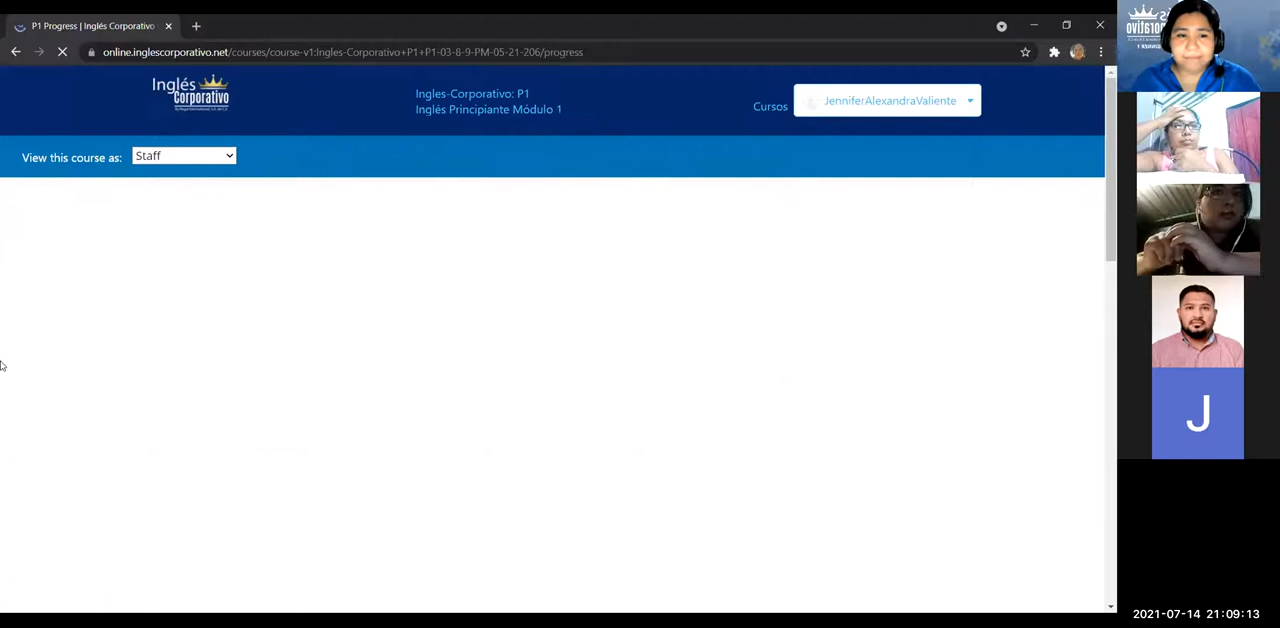 P1 Progress | Inglés Corporativo
online.inglescorporativo.net/courses/course-v1:Ingles-Corporativo+P1+P1-03-8-9-PM-05-21-206/progress
Inglés
Corporativo
Ingles-Corporativo: P1
Inglés Principiante Módulo 1
Cursos
JenniferAlexandraValiente
View this course as:
Staff
J
2021-07-14 21:09:13